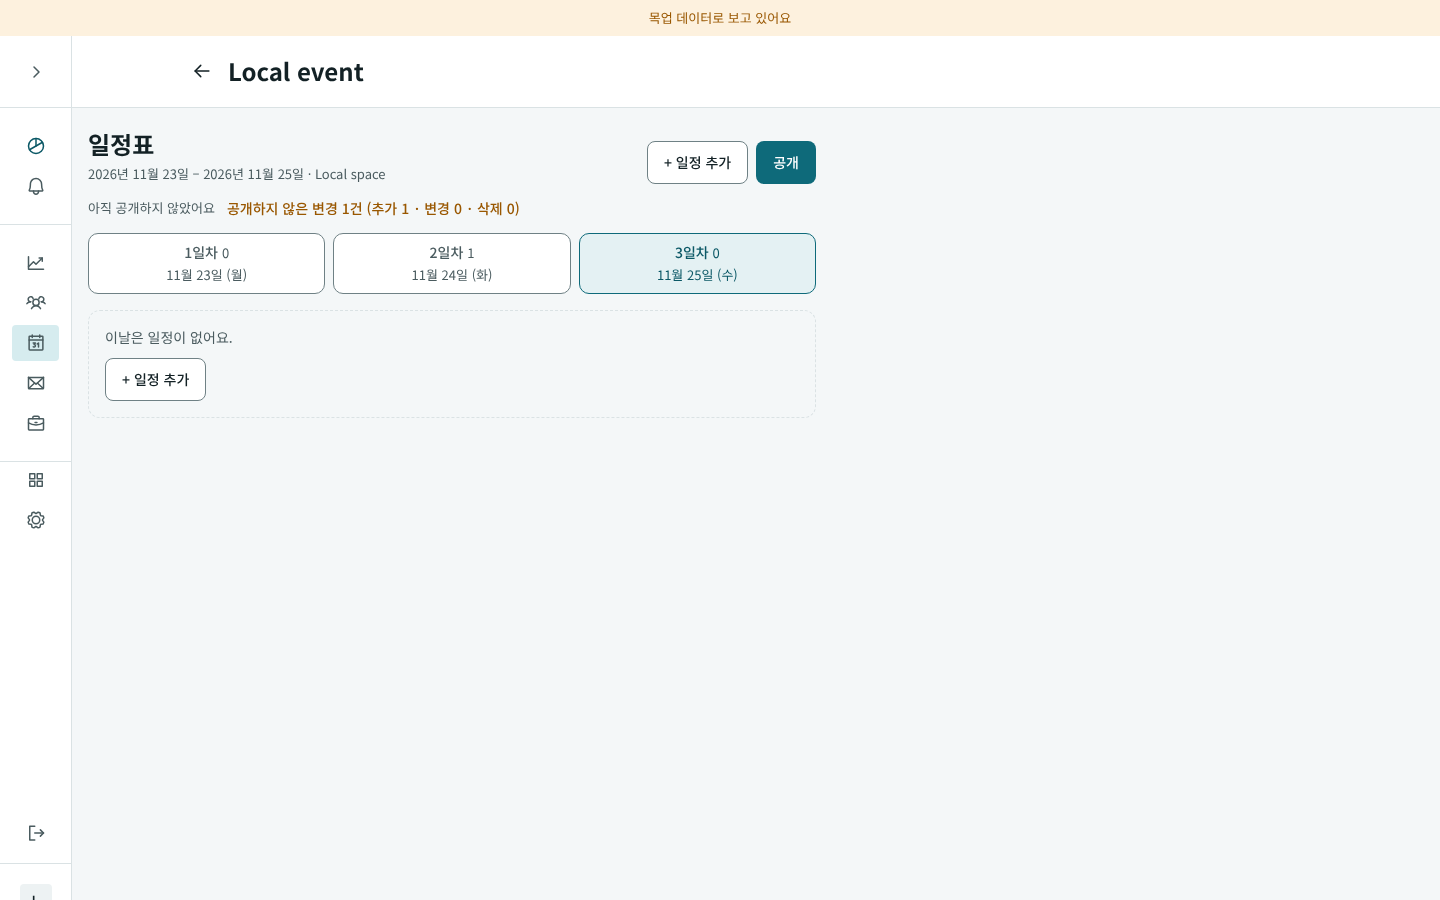 목업 데이터로 보고 있어요
Local event
일정표
2026년 11월 23일 – 2026년 11월 25일 · Local space
+ 일정 추가
공개
아직 공개하지 않았어요 공개하지 않은 변경 1건 (추가 1 · 변경 0 · 삭제 0)
1일차 0
11월 23일 (월)
2일차 1
11월 24일 (화)
3일차 0
11월 25일 (수)
이날은 일정이 없어요.
+ 일정 추가
31